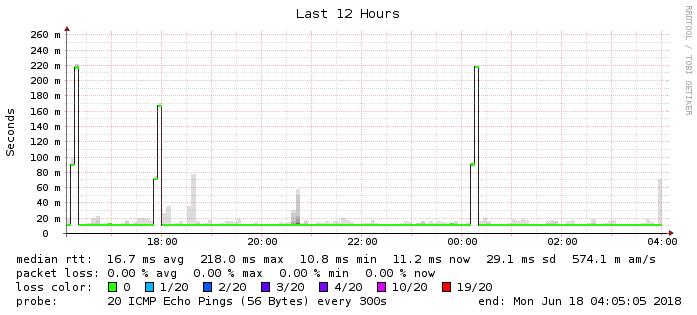 Last 12 Hours
RRDTOOL / TOBI OETIKER
Seconds
260 m
240 m
220 m
200 m
180 m
160 m
140 m
120 m
100 m
80 m
60 m
40 m
20 m
0
18:00 20:00 22:00 00:00 02:00 04:00
median rtt: 16.7 ms avg 218.0 ms max 10.8 ms min 11.2 ms now 29.1 ms sd 574.1 m am/s
packet loss: 0.00 % avg 0.00 % max 0.00 % min 0.00 % now
loss color: 0 1/20 2/20 3/20 4/20 10/20 19/20
probe: 20 ICMP Echo Pings (56 Bytes) every 300s end: Mon Jun 18 04:05:05 2018